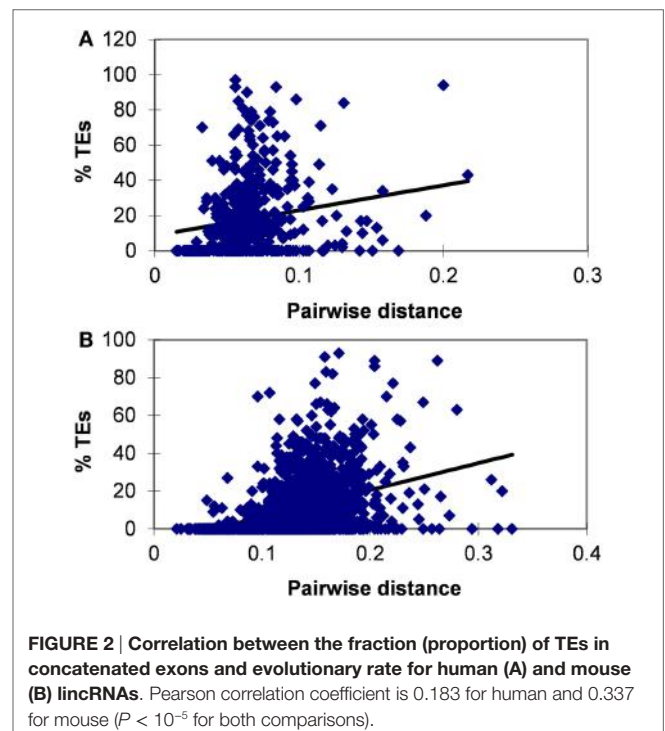 A
120
100
80
60
40
20
0
% TEs
0 0.1 0.2 0.3
Pairwise distance
B
100
80
60
40
20
0
% TEs
0 0.1 0.2 0.3 0.4
Pairwise distance
FIGURE 2 | Correlation between the fraction (proportion) of TEs in
concatenated exons and evolutionary rate for human (A) and mouse
(B) lincRNAs. Pearson correlation coefficient is 0.183 for human and 0.337
for mouse (P < 10⁻⁵ for both comparisons).